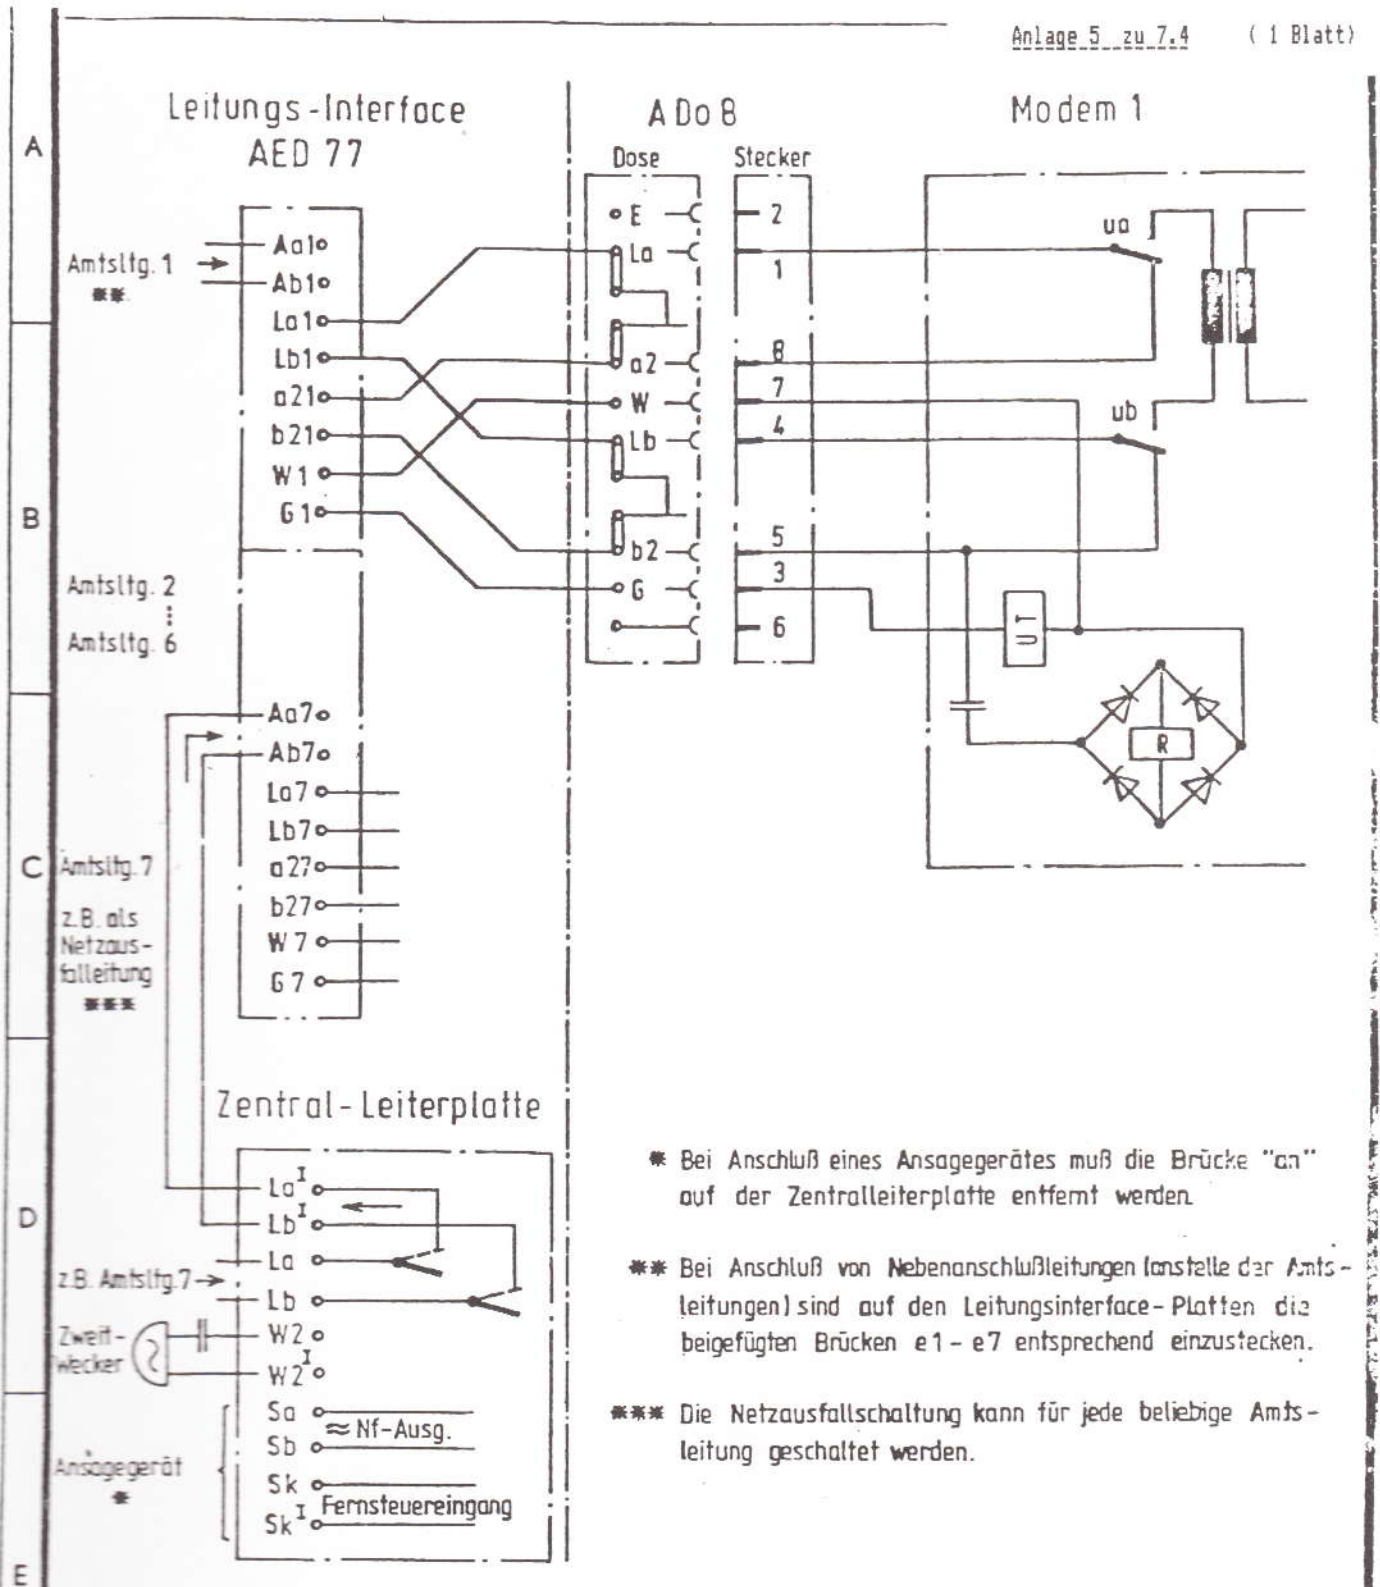 Anlage 5 zu 7.4 ( 1 Blatt)
Leitungs-Interface
AED 77
A Do 8
Modem 1
Dose
Stecker
A
B
C
D
E
Amtsltg. 1
**
Aa1
Ab1
La1
Lb1
a21
b21
W1
G1
E
La
a2
W
Lb
b2
G
2
1
8
7
4
5
3
6
ua
ub
UT
R
Amtsltg. 2
Amtsltg. 6
Aa7
Ab7
La7
Lb7
a27
b27
W7
G7
Amtsltg. 7
z.B. als
Netzaus-
falleitung
***
Zentral-Leiterplatte
La I
Lb I
La
Lb
W2
W2 I
Sa
Sb
Sk
Sk I
z.B. Amtsltg.7
Zweit-
wecker
≈ Nf-Ausg.
Fernsteuereingang
Ansagegerät
*
* Bei Anschluß eines Ansagegerätes muß die Brücke "an"
auf der Zentralleiterplatte entfernt werden
** Bei Anschluß von Nebenanschlußleitungen (anstelle der Amts-
leitungen) sind auf den Leitungsinterface-Platten die
beigefügten Brücken e1-e7 entsprechend einzustecken.
*** Die Netzausfallschaltung kann für jede beliebige Amts-
leitung geschaltet werden.